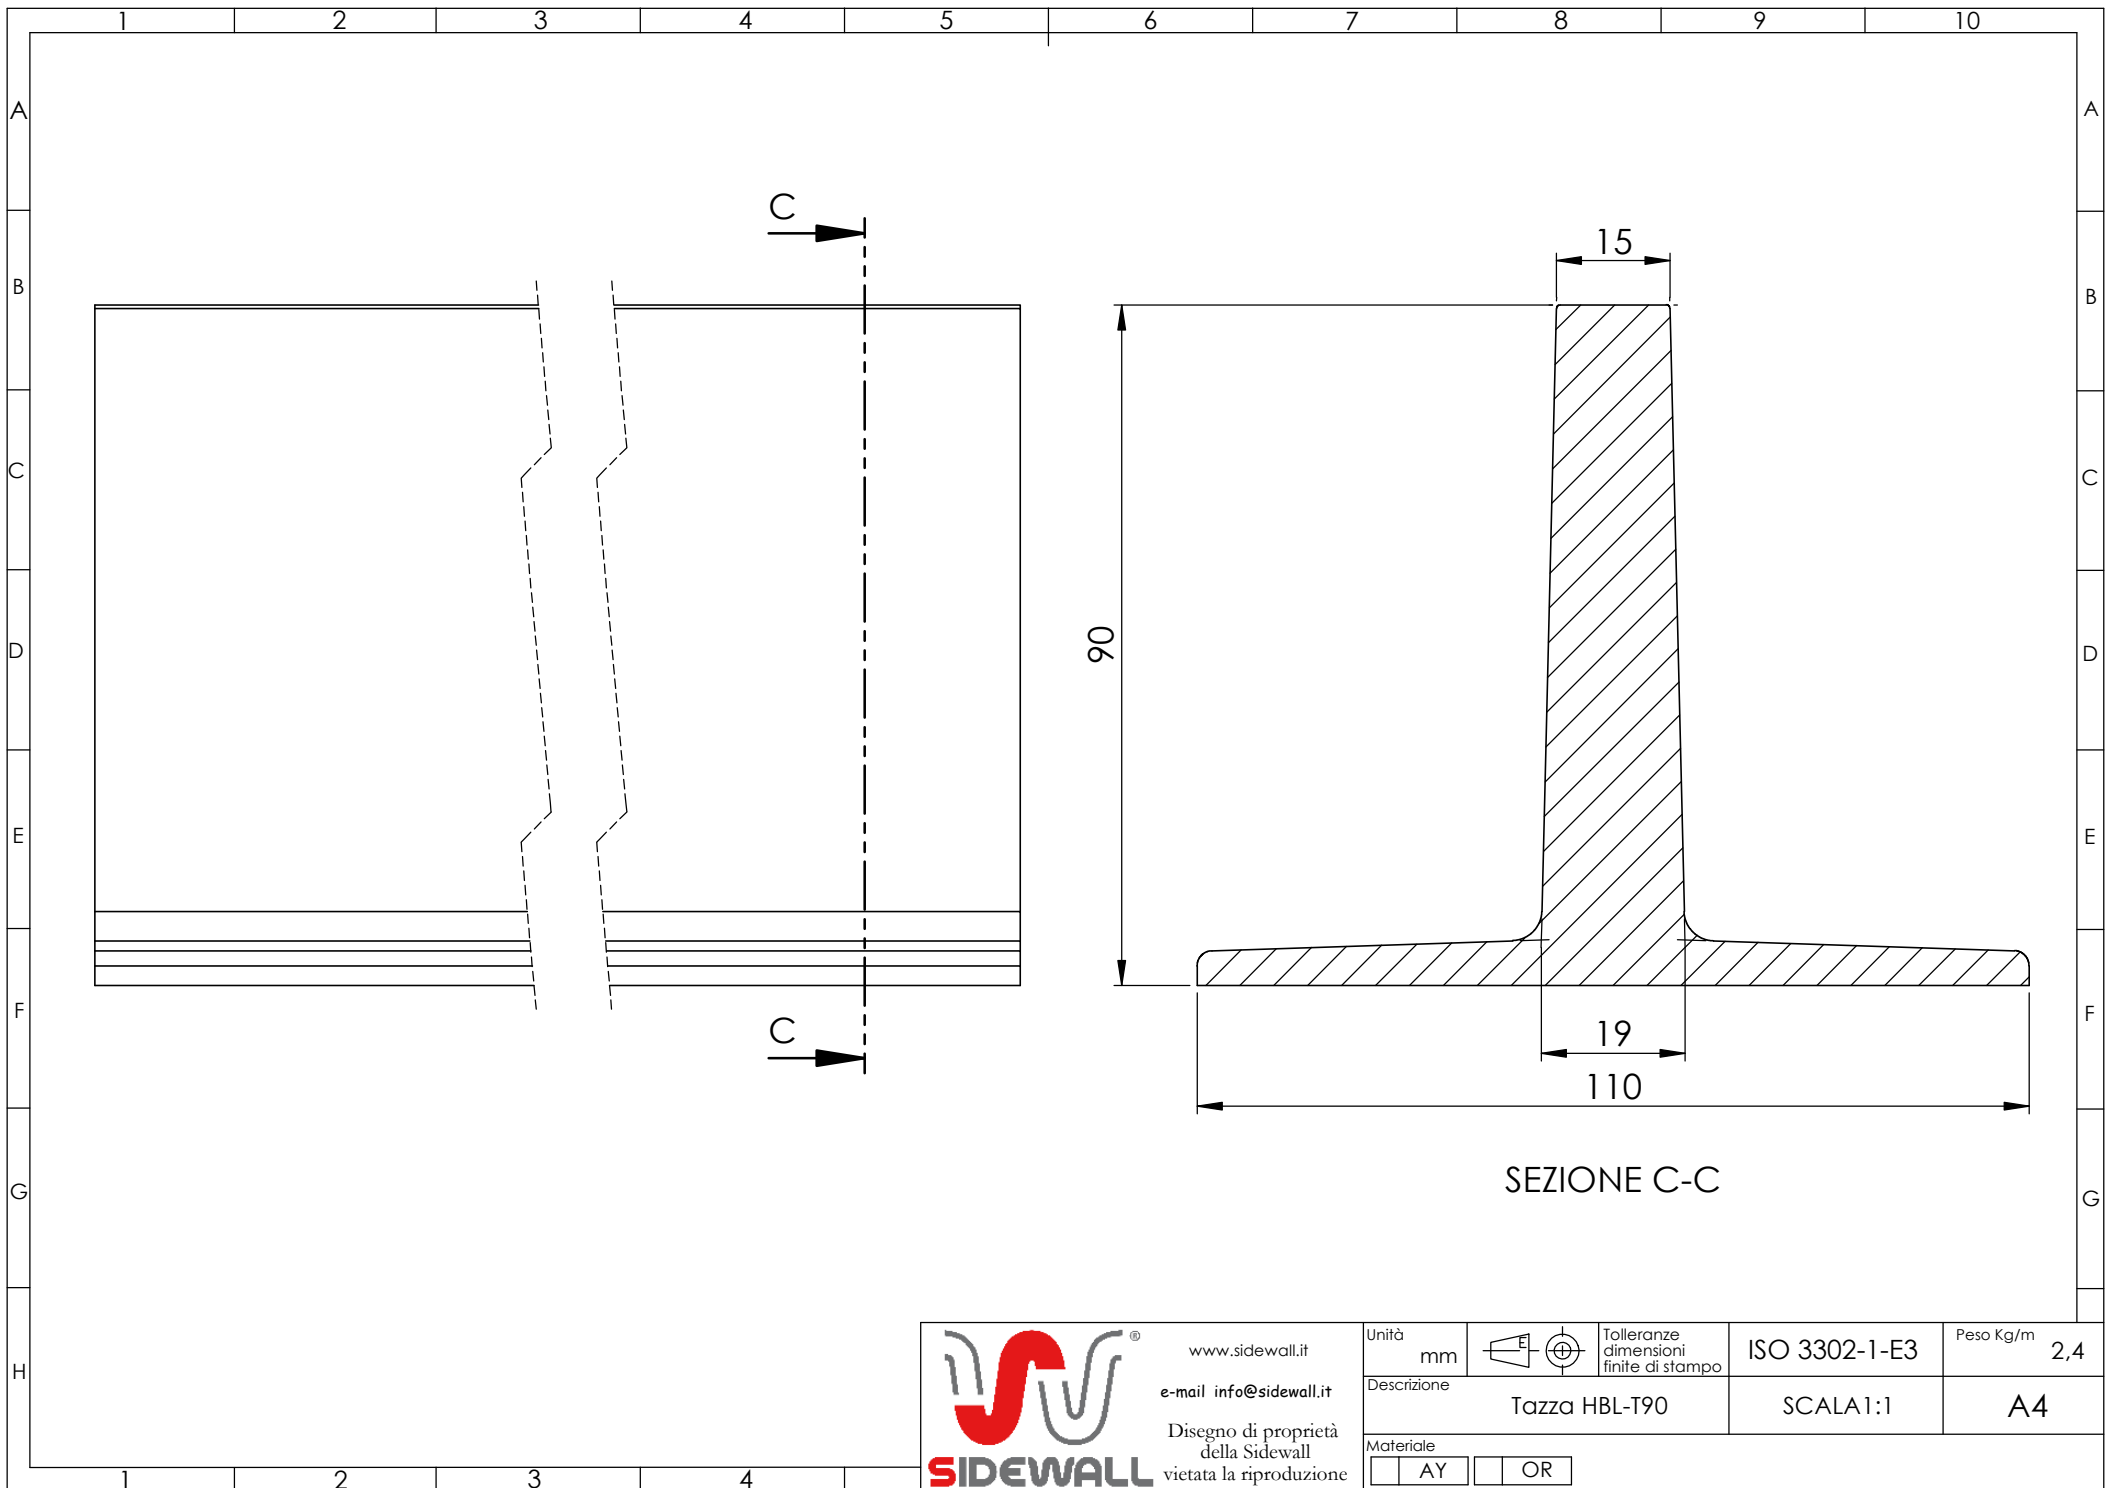 1 2 3 4 5 6 7 8 9 10
A A
B B
C C
D D
E E
F F
G G
H
C
C
15
90
19
110
SEZIONE C-C
®
SIDEWALL
www.sidewall.it
e-mail info@sidewall.it
Disegno di proprietà
della Sidewall
vietata la riproduzione
Unità
mm
E
Tolleranze
dimensioni
finite di stampo
ISO 3302-1-E3
Peso Kg/m
2,4
Descrizione
Tazza HBL-T90
SCALA1:1
A4
Materiale
AY OR
1 2 3 4